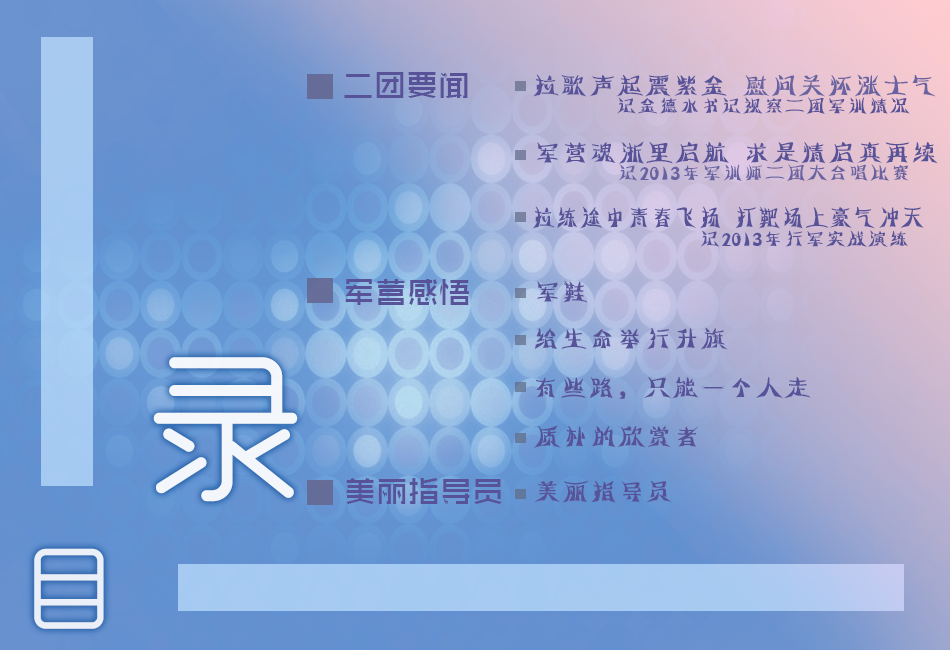 二团要闻
拉歌声起震紫金 慰问关怀涨士气
记金德水书记视察二团军训情况
军营魂浙里启航 求是情启真再续
记2013年军训师二团大合唱比赛
拉练途中青春飞扬 打靶场上豪气冲天
记2013年行军实战演练
军营感悟
军鞋
给生命举行升旗
有些路，只能一个人走
质朴的欣赏者
美丽指导员
美丽指导员
目录